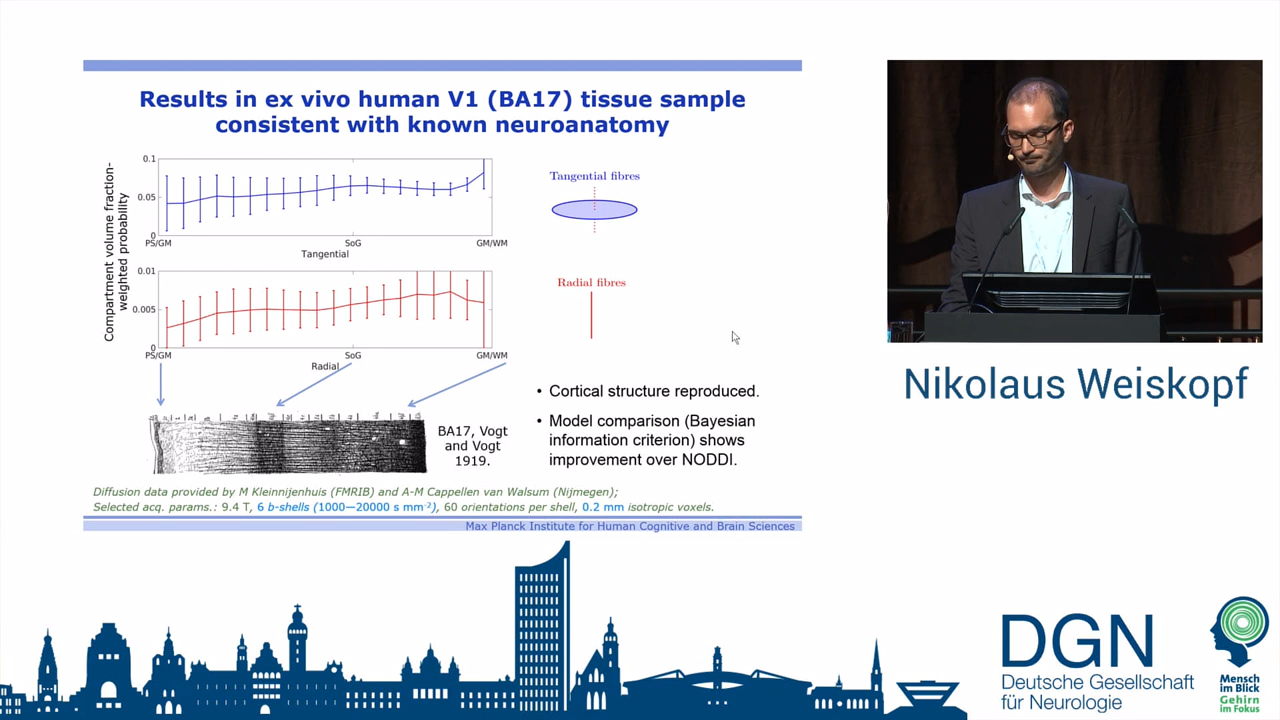 Results in ex vivo human V1 (BA17) tissue sample
consistent with known neuroanatomy
Compartment volume fraction-
weighted probability
0.1
0.05
0
PS/GM
SoG
GM/WM
Tangential
Tangential fibres
0.01
0.005
0
PS/GM
SoG
GM/WM
Radial
Radial fibres
BA17, Vogt
and Vogt
1919.
• Cortical structure reproduced.
• Model comparison (Bayesian
information criterion) shows
improvement over NODDI.
Diffusion data provided by M Kleinnijenhuis (FMRIB) and A-M Cappellen van Walsum (Nijmegen);
Selected acq. params.: 9.4 T, 6 b-shells (1000—20000 s mm⁻²), 60 orientations per shell, 0.2 mm isotropic voxels.
Max Planck Institute for Human Cognitive and Brain Sciences
Nikolaus Weiskopf
DGN
Deutsche Gesellschaft
für Neurologie
Mensch
im Blick
Gehirn
im Fokus